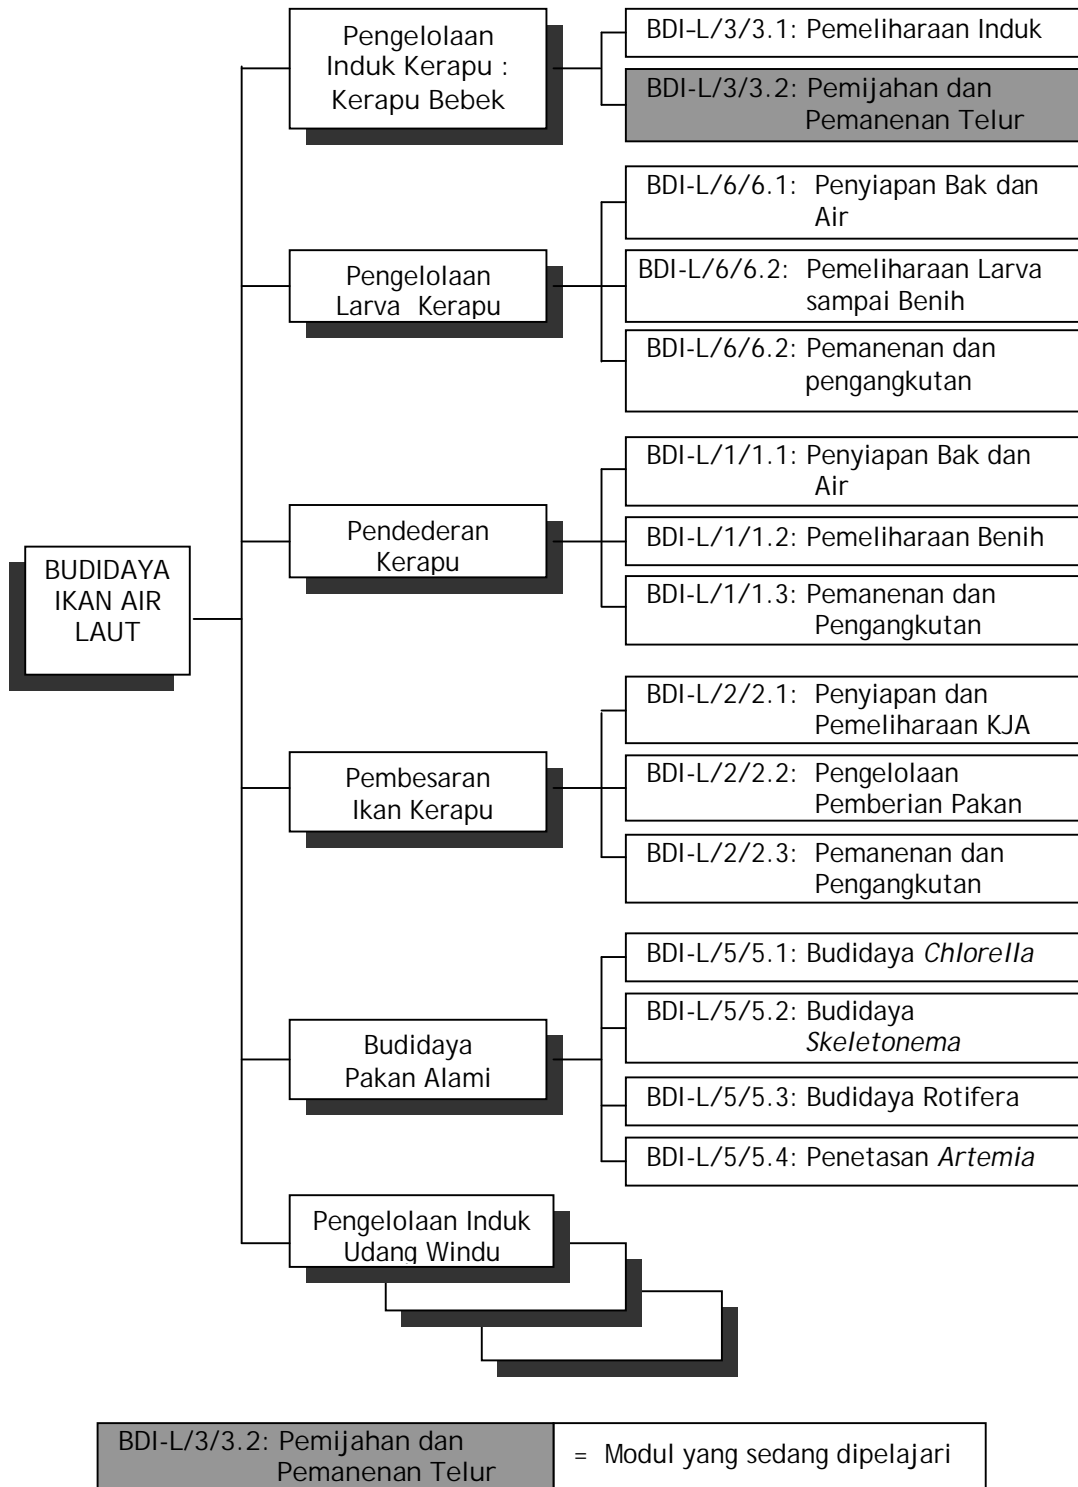 BUDIDAYA
IKAN AIR
LAUT
Pengelolaan
Induk Kerapu :
Kerapu Bebek
BDI-L/3/3.1: Pemeliharaan Induk
BDI-L/3/3.2: Pemijahan dan
Pemanenan Telur
Pengelolaan
Larva Kerapu
BDI-L/6/6.1: Penyiapan Bak dan
Air
BDI-L/6/6.2: Pemeliharaan Larva
sampai Benih
BDI-L/6/6.2: Pemanenan dan
pengangkutan
Pendederan
Kerapu
BDI-L/1/1.1: Penyiapan Bak dan
Air
BDI-L/1/1.2: Pemeliharaan Benih
BDI-L/1/1.3: Pemanenan dan
Pengangkutan
Pembesaran
Ikan Kerapu
BDI-L/2/2.1: Penyiapan dan
Pemeliharaan KJA
BDI-L/2/2.2: Pengelolaan
Pemberian Pakan
BDI-L/2/2.3: Pemanenan dan
Pengangkutan
Budidaya
Pakan Alami
BDI-L/5/5.1: Budidaya Chlorella
BDI-L/5/5.2: Budidaya
Skeletonema
BDI-L/5/5.3: Budidaya Rotifera
BDI-L/5/5.4: Penetasan Artemia
Pengelolaan Induk
Udang Windu
BDI-L/3/3.2: Pemijahan dan
Pemanenan Telur
= Modul yang sedang dipelajari